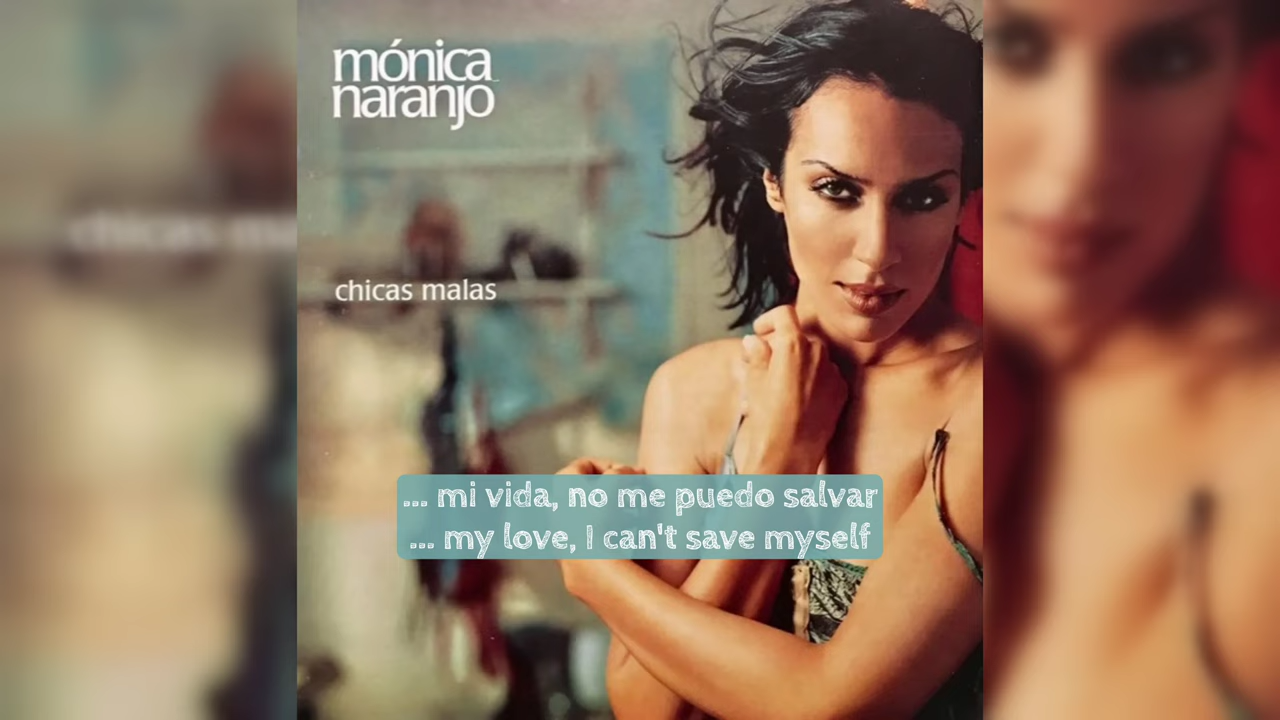 mónica
naranjo
chicas malas
... mi vida, no me puedo salvar
... my love, I can't save myself